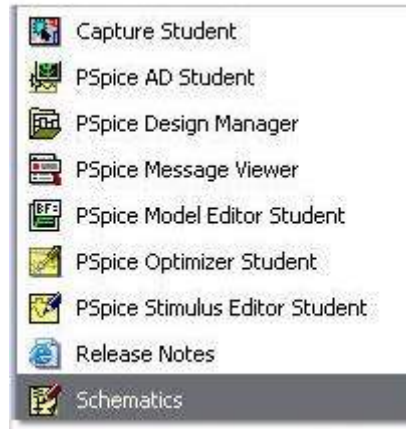 Capture Student
PSpice AD Student
PSpice Design Manager
PSpice Message Viewer
PSpice Model Editor Student
PSpice Optimizer Student
PSpice Stimulus Editor Student
Release Notes
Schematics